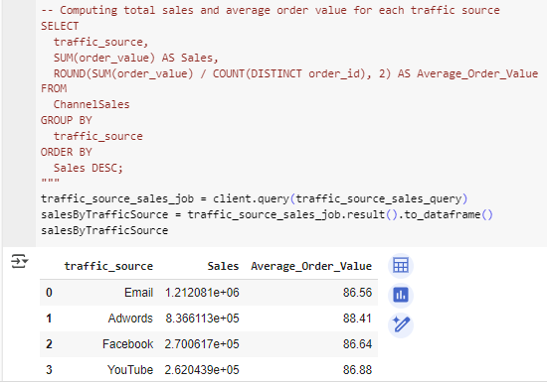 -- Computing total sales and average order value for each traffic source
SELECT
traffic_source,
SUM(order_value) AS Sales,
ROUND(SUM(order_value) / COUNT(DISTINCT order_id), 2) AS Average_Order_Value
FROM
ChannelSales
GROUP BY
traffic_source
ORDER BY
Sales DESC;
"""
traffic_source_sales_job = client.query(traffic_source_sales_query)
salesByTrafficSource = traffic_source_sales_job.result().to_dataframe()
salesByTrafficSource
traffic_source Sales Average_Order_Value
0 Email 1.212081e+06 86.56
1 Adwords 8.366113e+05 88.41
2 Facebook 2.700617e+05 86.64
3 YouTube 2.620439e+05 86.88